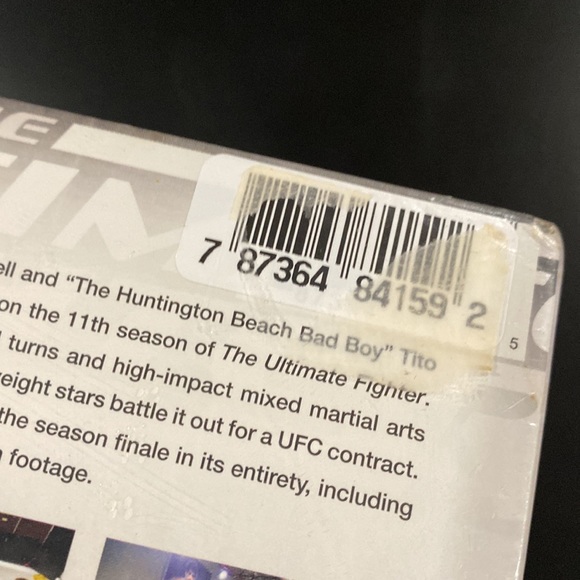 7 87364 84159 2
5
ell and “The Huntington Beach Bad Boy” Tito
on the 11th season of The Ultimate Fighter.
turns and high-impact mixed martial arts
eight stars battle it out for a UFC contract.
the season finale in its entirety, including
footage.